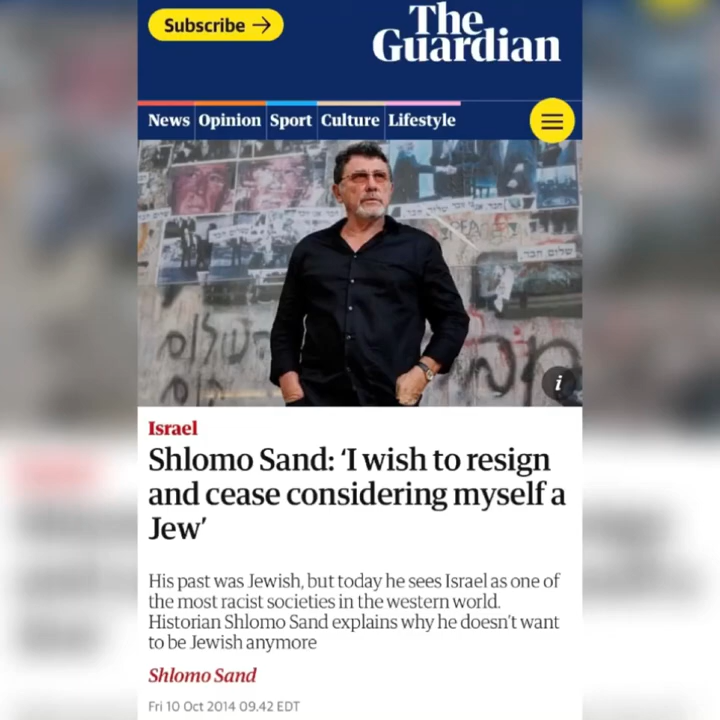 Subscribe →
The
Guardian
News Opinion Sport Culture Lifestyle
שלום חבר
i
Israel
Shlomo Sand: ‘I wish to resign
and cease considering myself a
Jew’
His past was Jewish, but today he sees Israel as one of
the most racist societies in the western world.
Historian Shlomo Sand explains why he doesn’t want
to be Jewish anymore
Shlomo Sand
Fri 10 Oct 2014 09.42 EDT